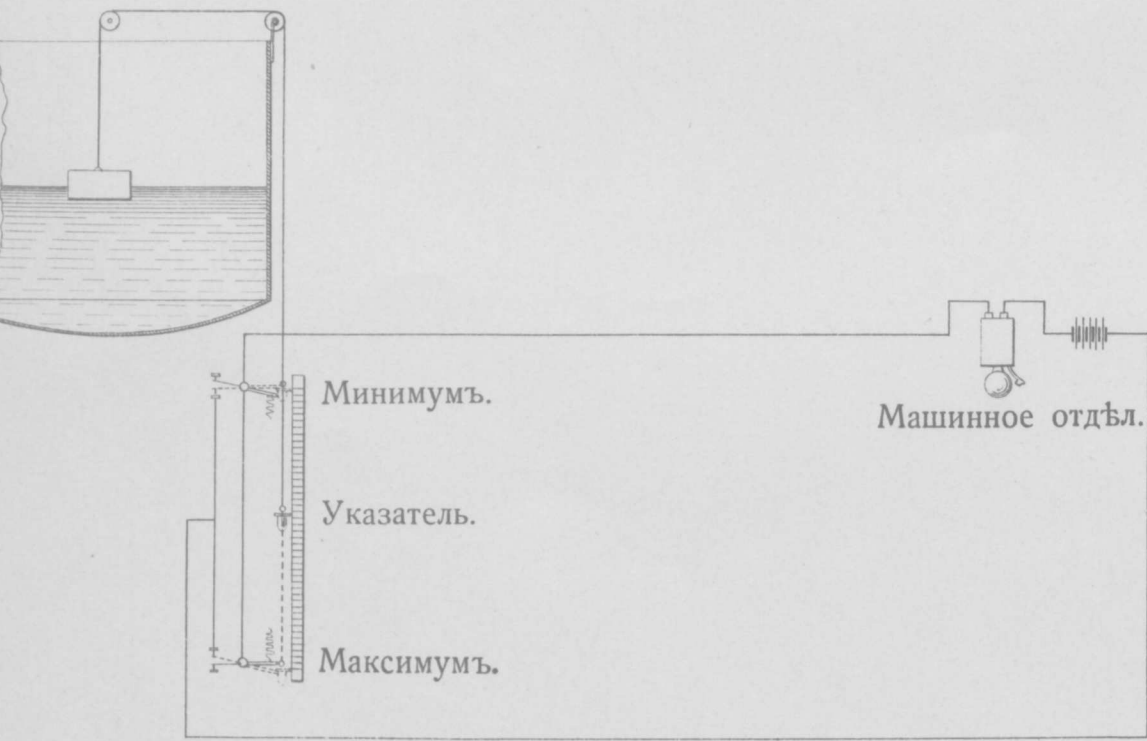 Минимумъ.
Машинное отдѣл.
Указатель.
Максимумъ.